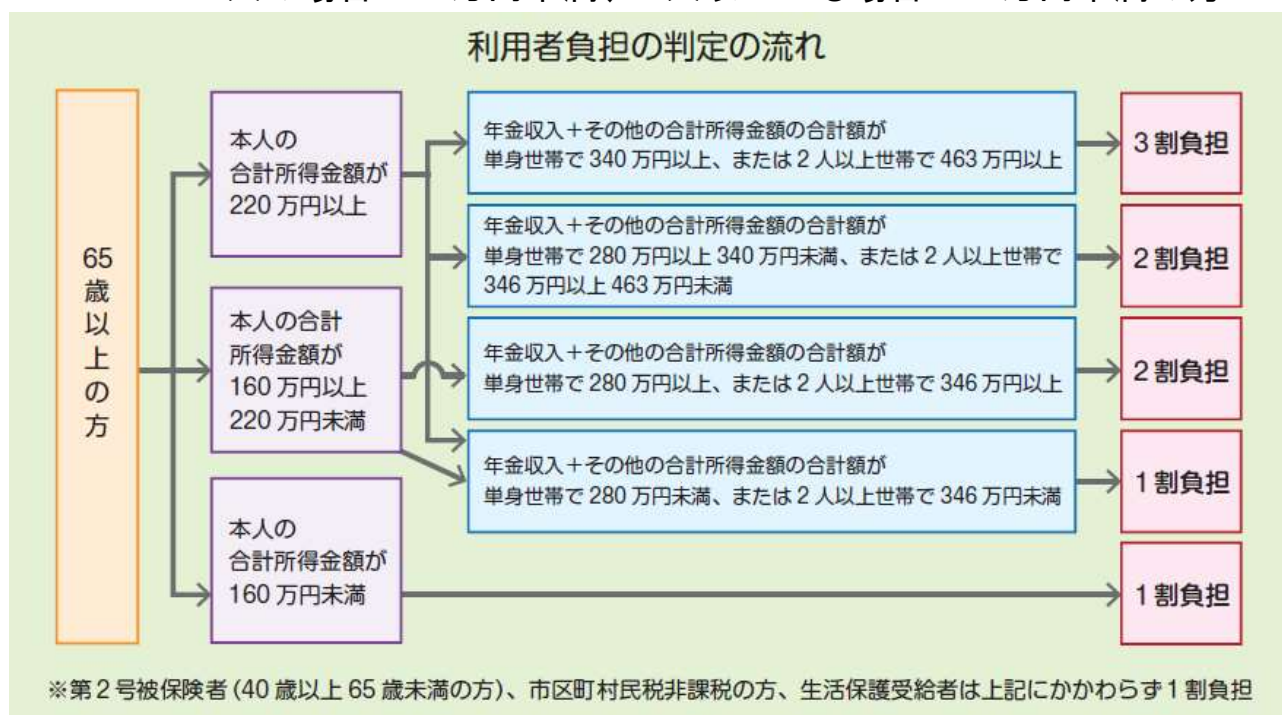 利用者負担の判定の流れ
65
歳
以
上
の
方
本人の
合計所得金額が
220万円以上
本人の合計
所得金額が
160万円以上
220万円未満
本人の
合計所得金額が
160万円未満
年金収入＋その他の合計所得金額の合計額が
単身世帯で340万円以上、または2人以上世帯で463万円以上
3割負担
年金収入＋その他の合計所得金額の合計額が
単身世帯で280万円以上340万円未満、または2人以上世帯で
346万円以上463万円未満
2割負担
年金収入＋その他の合計所得金額の合計額が
単身世帯で280万円以上、または2人以上世帯で346万円以上
2割負担
年金収入＋その他の合計所得金額の合計額が
単身世帯で280万円未満、または2人以上世帯で346万円未満
1割負担
1割負担
※第2号被保険者(40歳以上65歳未満の方)、市区町村民税非課税の方、生活保護受給者は上記にかかわらず1割負担